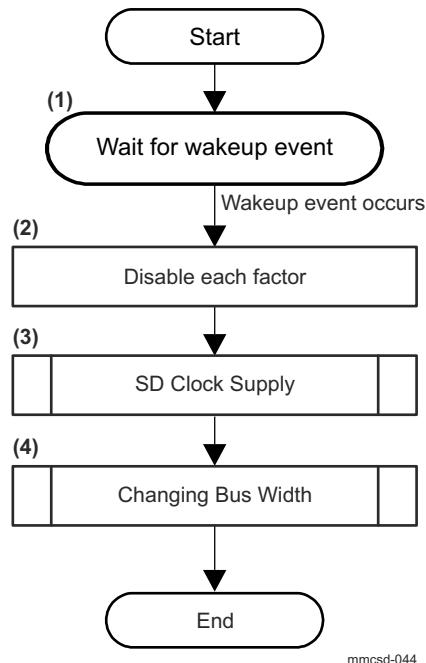 Start
(1)
Wait for wakeup event
Wakeup event occurs
(2)
Disable each factor
(3)
SD Clock Supply
(4)
Changing Bus Width
End
mmcsd-044